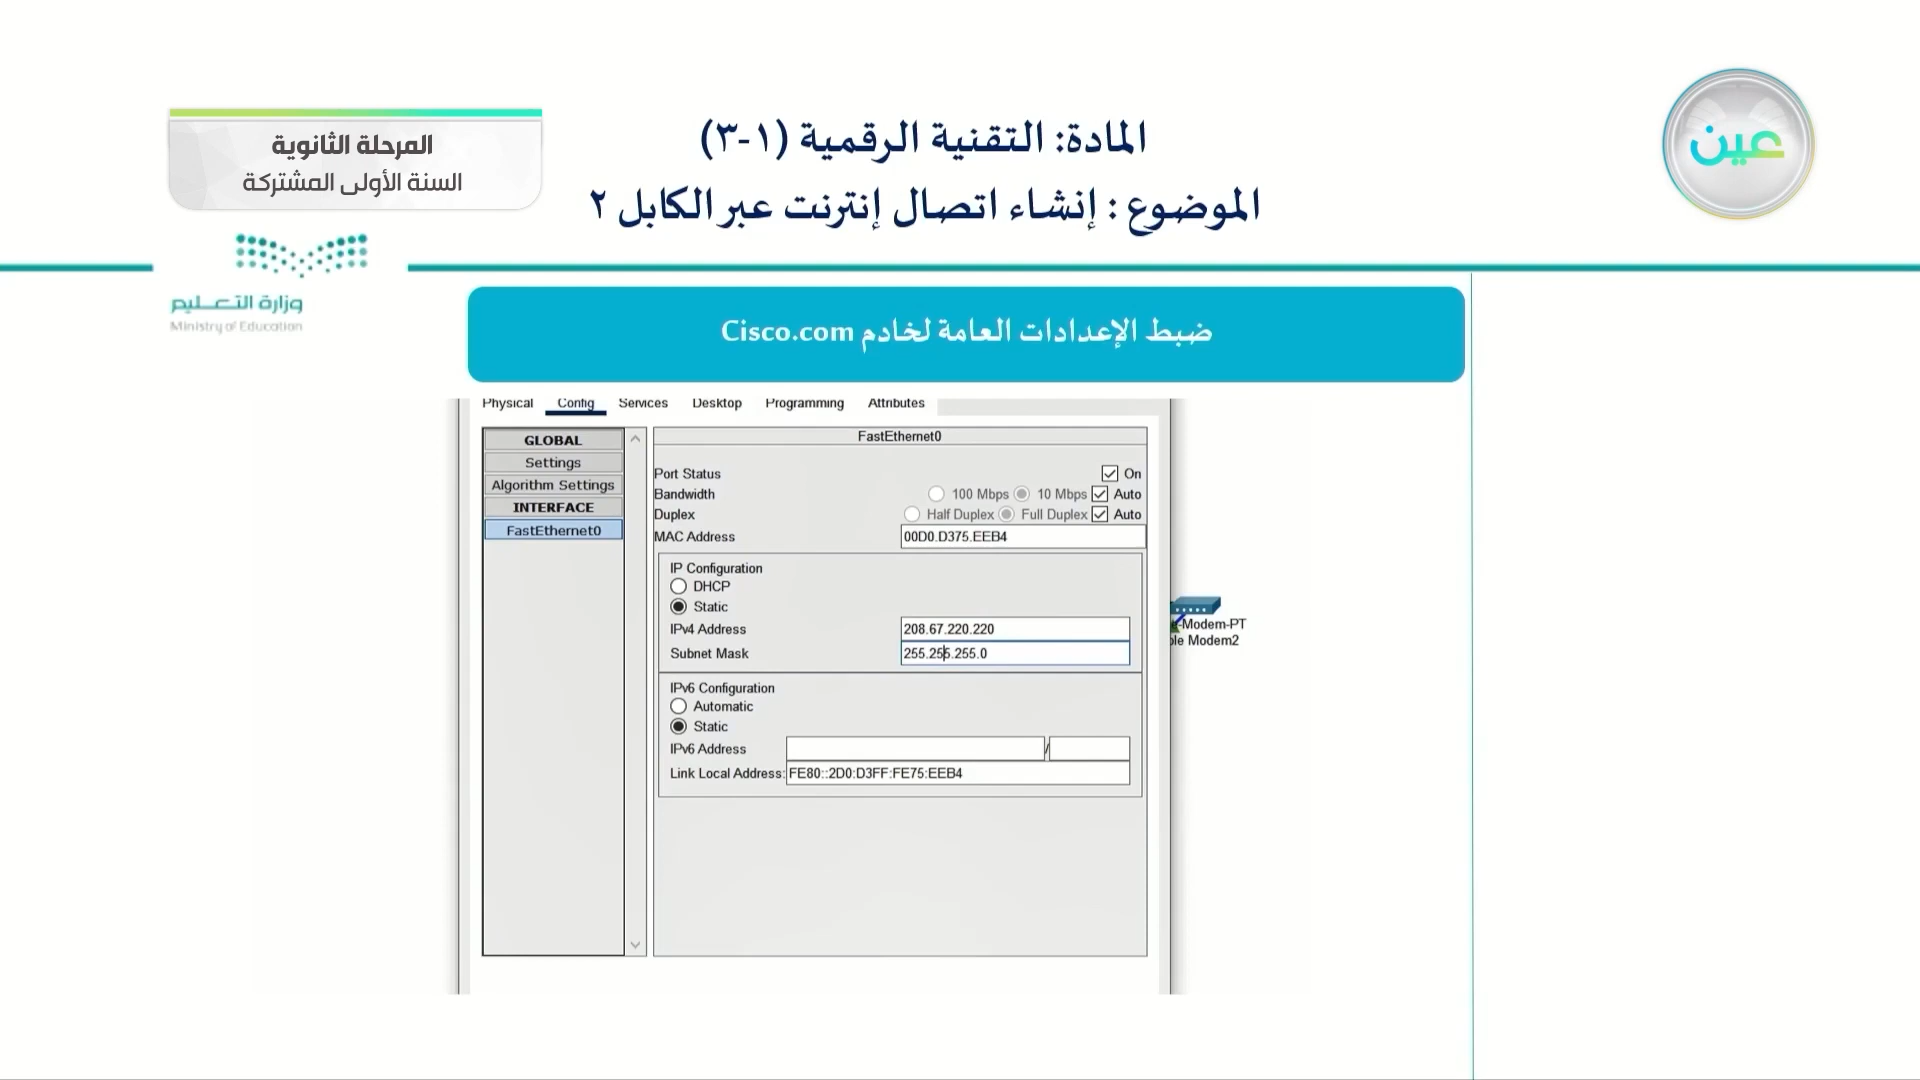 المرحلة الثانوية
السنة الأولى المشتركة
المادة: التقنية الرقمية (١-٣)
الموضوع : إنشاء اتصال إنترنت عبر الكابل ٢
عين
وزارة التعليم
Ministry of Education
ضبط الإعدادات العامة لخادم Cisco.com
Physical Config Services Desktop Programming Attributes
GLOBAL
Settings
Algorithm Settings
INTERFACE
FastEthernet0
FastEthernet0
Port Status On
Bandwidth 100 Mbps 10 Mbps Auto
Duplex Half Duplex Full Duplex Auto
MAC Address 00D0.D375.EEB4
IP Configuration
DHCP
Static
IPv4 Address 208.67.220.220
Subnet Mask 255.255.255.0
IPv6 Configuration
Automatic
Static
IPv6 Address /
Link Local Address: FE80::2D0:D3FF:FE75:EEB4
-Modem-PT
Modem2